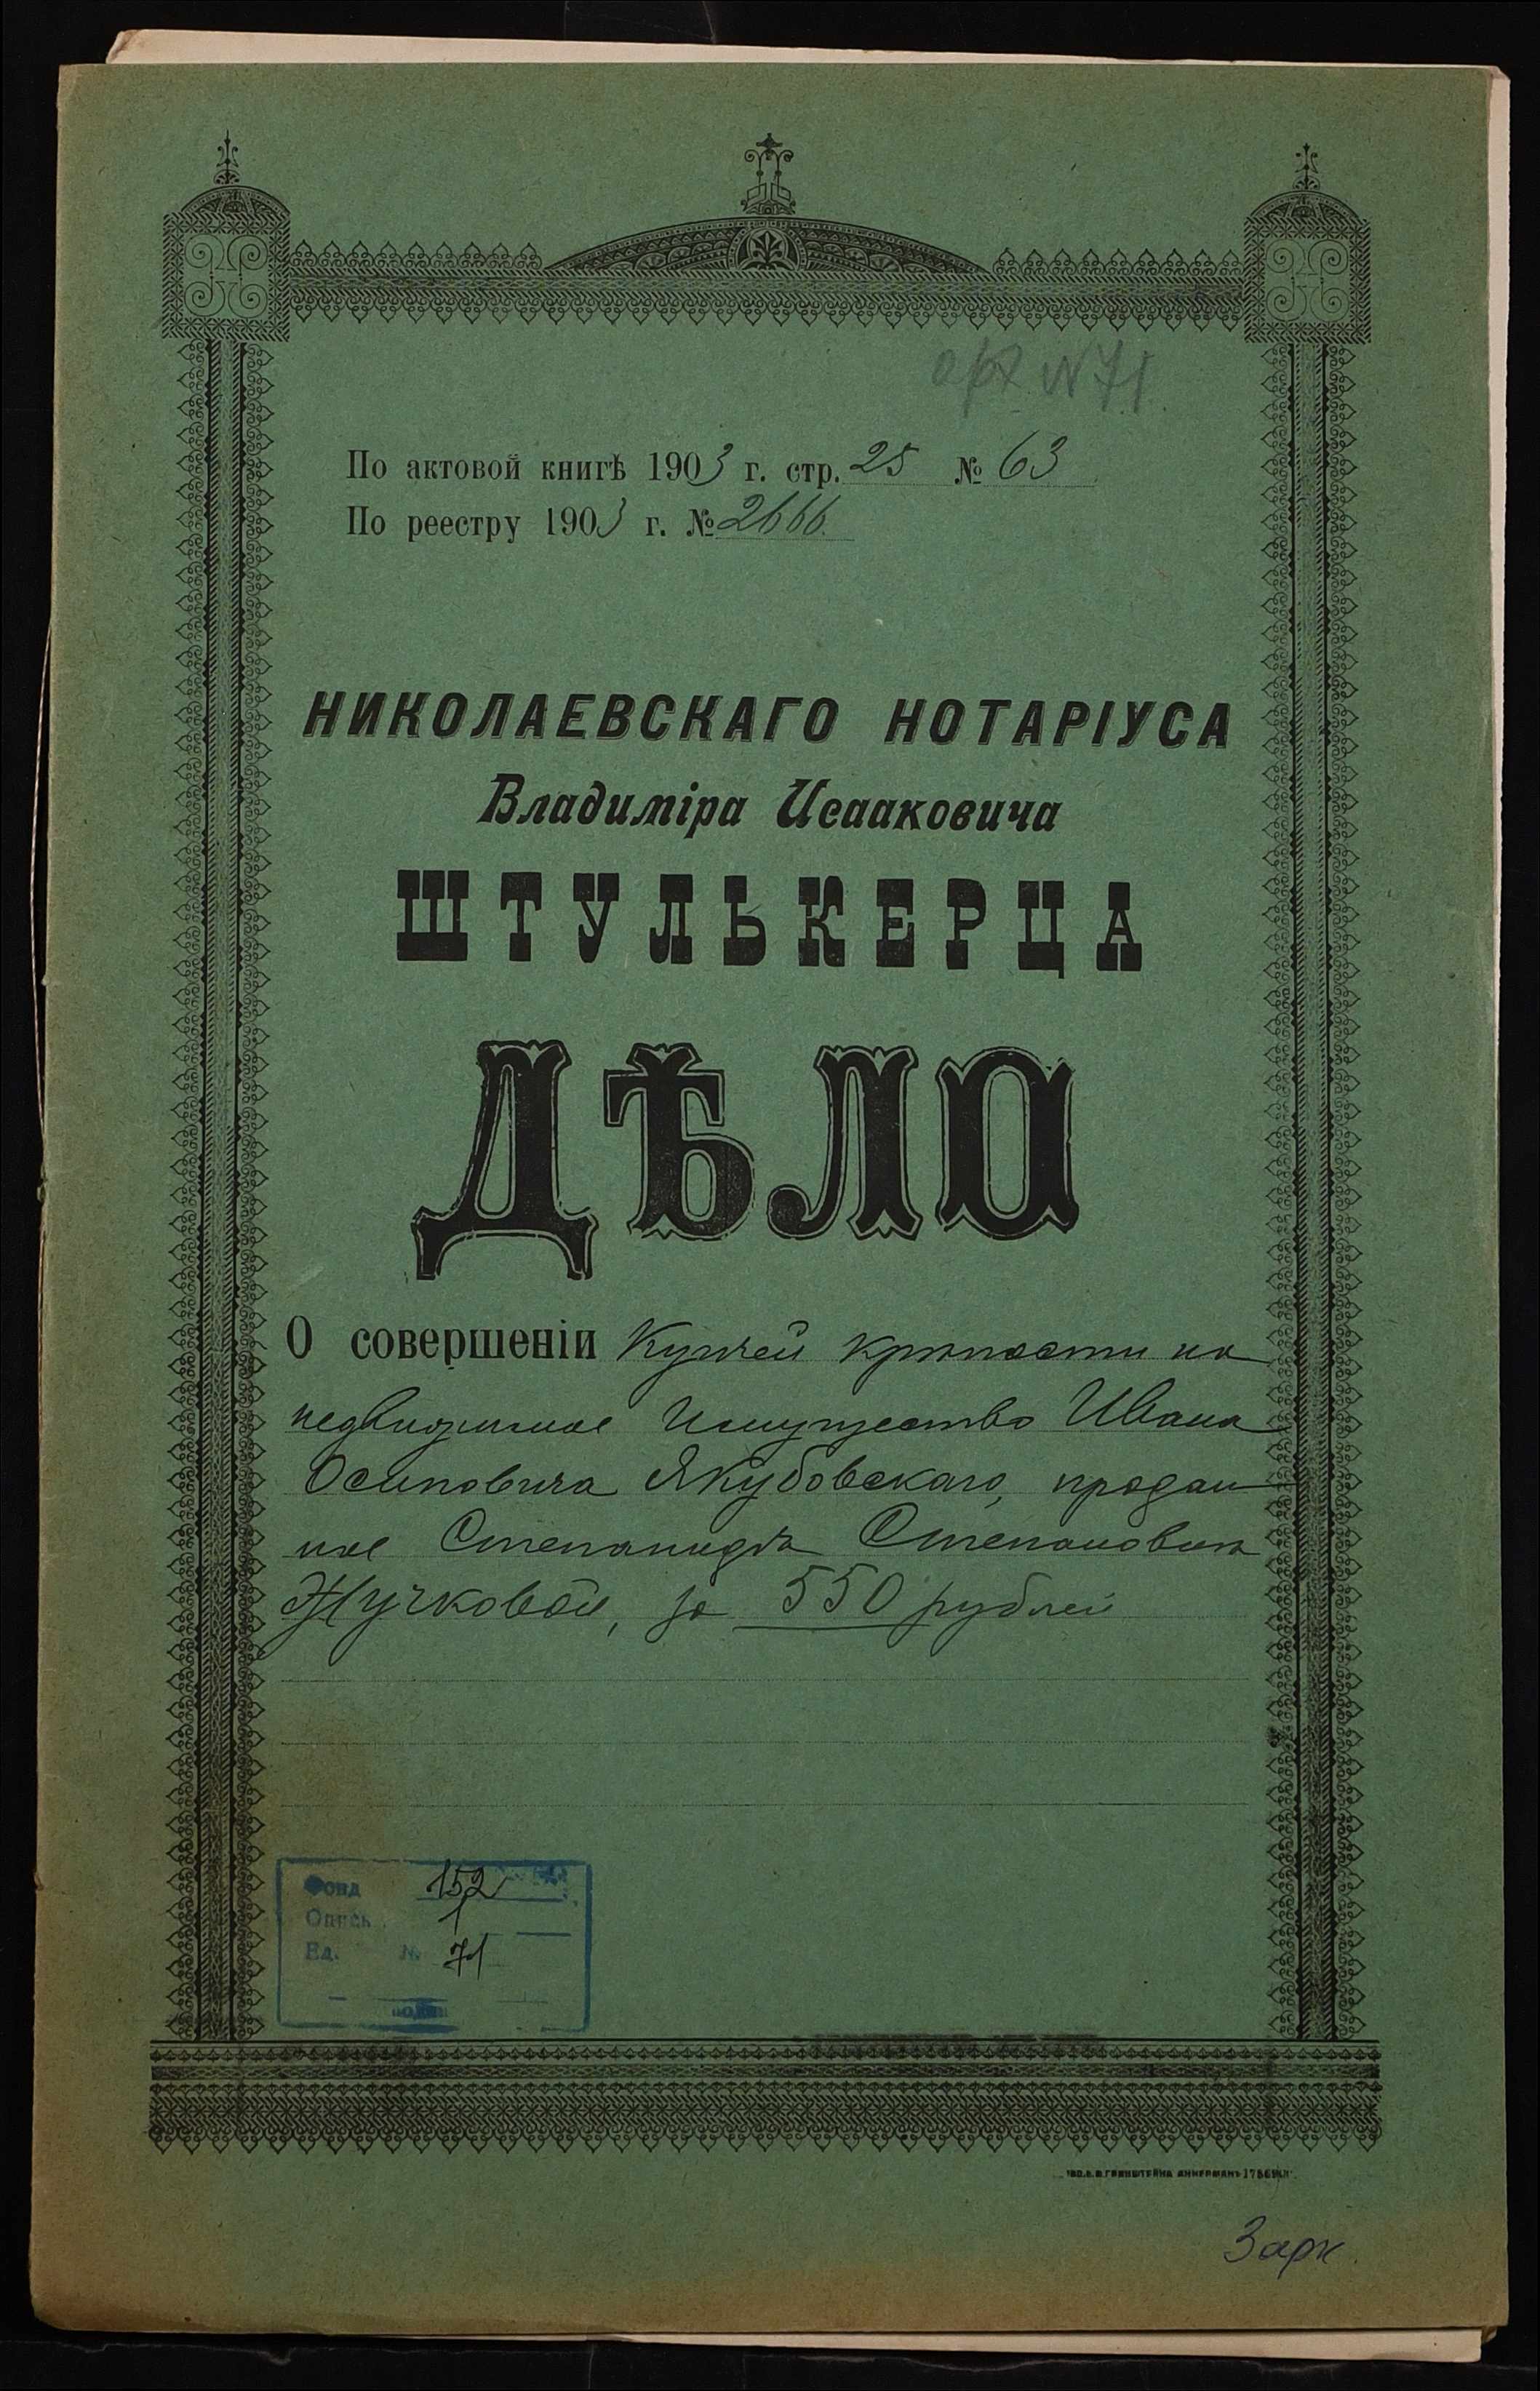 арх №71
По актовой книгѣ 1903 г. стр. 25 № 63
По реестру 1903 г. № 2666.
НИКОЛАЕВСКАГО НОТАРІУСА
Владиміра Исааковича
ШТУЛЬКЕРЦА
ДѢЛО
О совершеніи Купчей крѣпости на
недвижимое Имущество Ивана
Осиповича Якубовскаго, продан
ное Степанидѣ Степановнѣ
Жучковой, за 550 рублей
Фонд 152
Опись 1
Ед. № 71